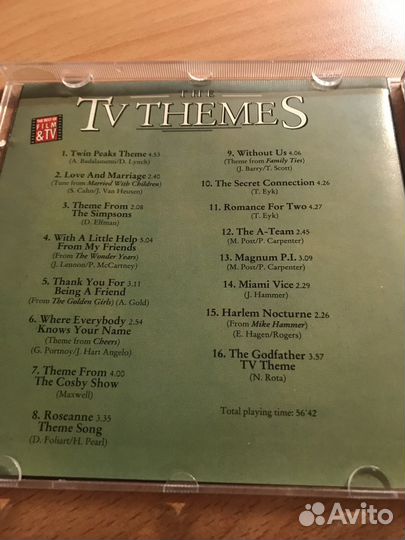 THE
TV THEMES
THE BEST OF
FILM
&TV
1. Twin Peaks Theme 4.53
(A. Badalamenti/D. Lynch)
2. Love And Marriage 2.40
(Tune from Married With Children)
(S. Cahn/J. Van Heusen)
3. Theme From 2.08
The Simpsons
(D. Elfman)
4. With A Little Help 3.04
From My Friends
(From The Wonder Years)
(J. Lennon/P. McCartney)
5. Thank You For 3.11
Being A Friend
(From The Golden Girls) (A. Gold)
6. Where Everybody 2.54
Knows Your Name
(Theme from Cheers)
(G. Portnoy/J. Hart Angelo)
7. Theme From 4.00
The Cosby Show
(Maxwell)
8. Roseanne 3.35
Theme Song
(D. Foliart/H. Pearl)
9. Without Us 4.06
(Theme from Family Ties)
(J. Barry/T. Scott)
10. The Secret Connection 4.26
(T. Eyk)
11. Romance For Two 4.27
(T. Eyk)
12. The A-Team 2.45
(M. Post/P. Carpenter)
13. Magnum P.I. 3.09
(M. Post/P. Carpenter)
14. Miami Vice 2.29
(J. Hammer)
15. Harlem Nocturne 2.26
(From Mike Hammer)
(E. Hagen/Rogers)
16. The Godfather 3.57
TV Theme
(N. Rota)
Total playing time: 56'42
Avito